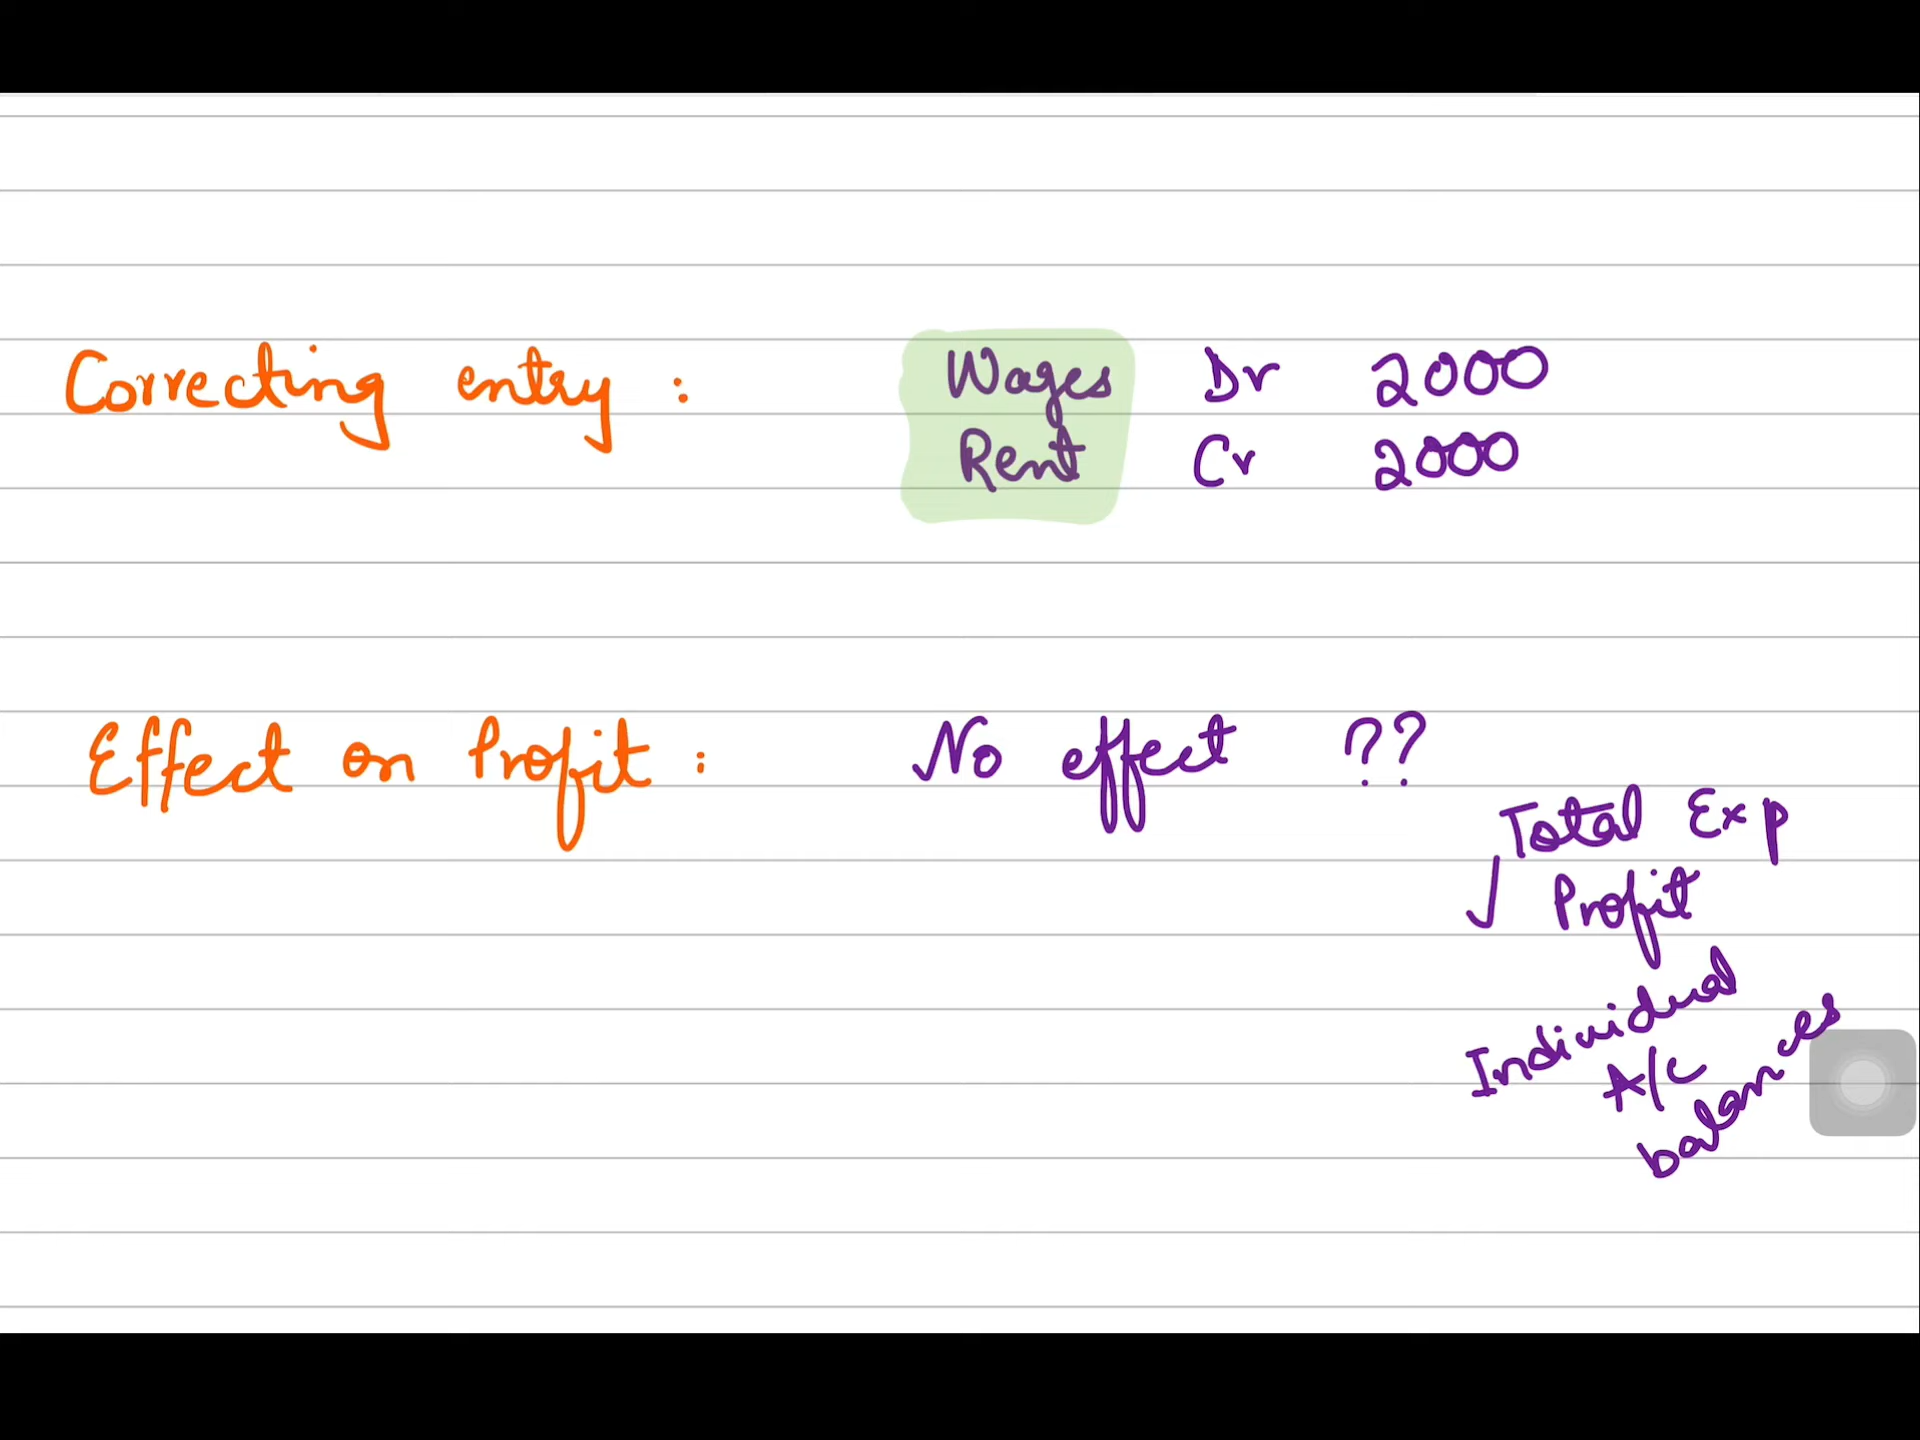 Correcting entry : Wages Dr 2000
Rent Cr 2000
Effect on Profit : No effect ??
Total Exp
✓ Profit
Individual
A/c
balances